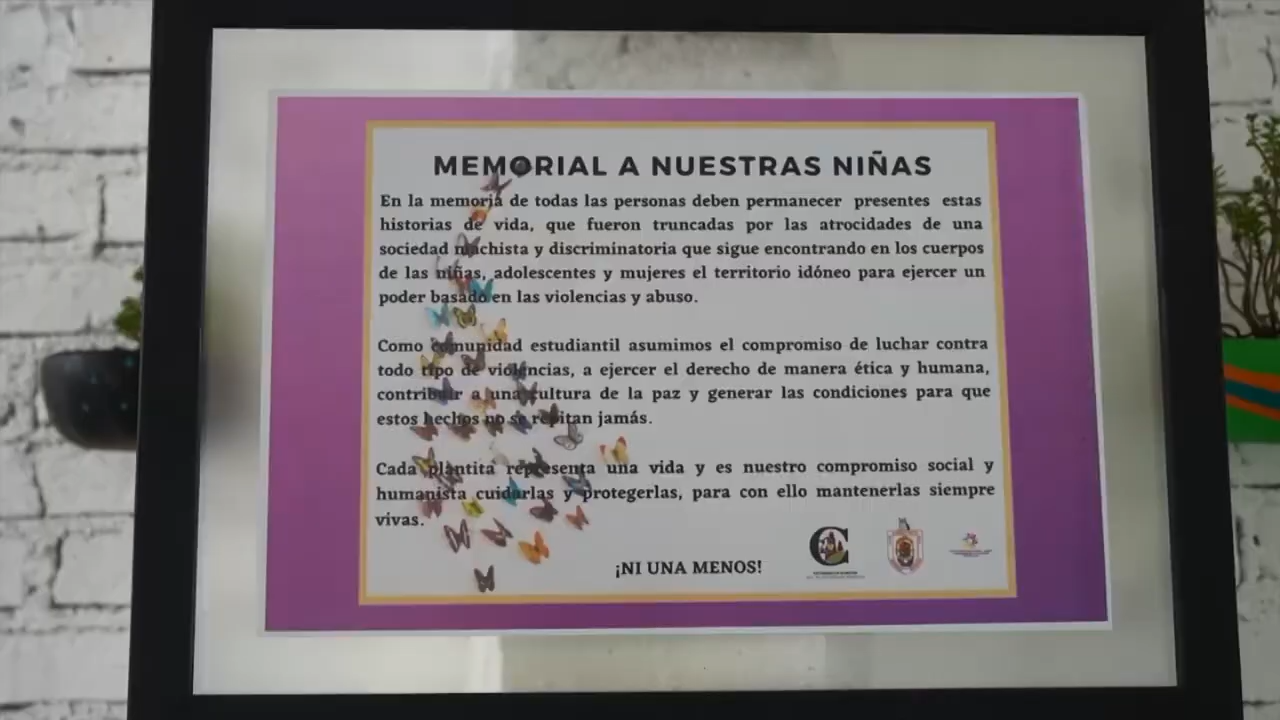 MEMORIAL A NUESTRAS NIÑAS
En la memoria de todas las personas deben permanecer presentes estas
historias de vida, que fueron truncadas por las atrocidades de una
sociedad machista y discriminatoria que sigue encontrando en los cuerpos
de las niñas, adolescentes y mujeres el territorio idóneo para ejercer un
poder basado en las violencias y abuso.
Como comunidad estudiantil asumimos el compromiso de luchar contra
todo tipo de violencias, a ejercer el derecho de manera ética y humana,
contribuir a una cultura de la paz y generar las condiciones para que
estos hechos no se repitan jamás.
Cada plantita representa una vida y es nuestro compromiso social y
humanista cuidarlas y protegerlas, para con ello mantenerlas siempre
vivas.
¡NI UNA MENOS!